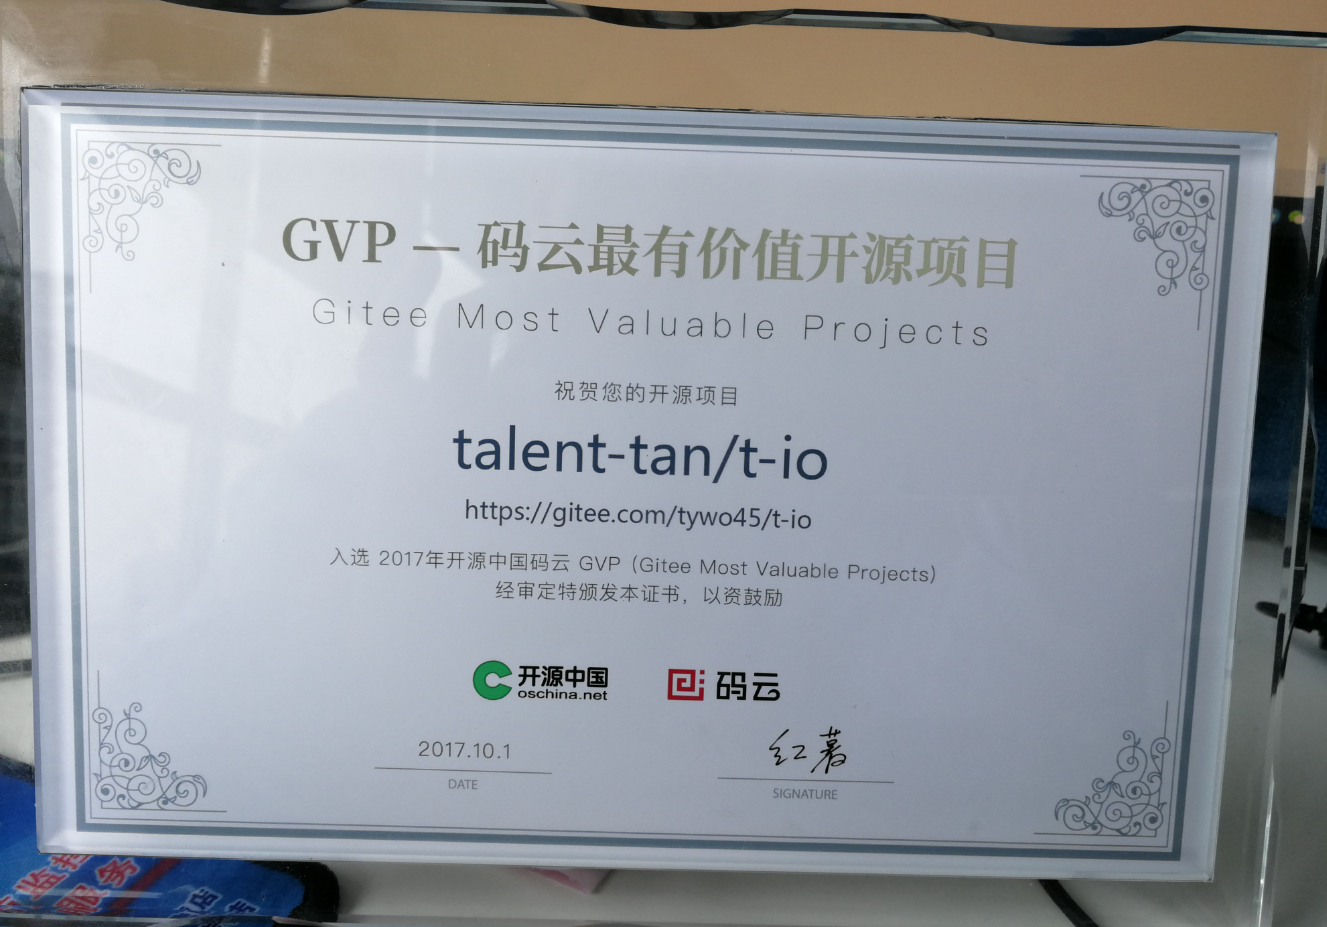 GVP — 码云最有价值开源项目
Gitee Most Valuable Projects
祝贺您的开源项目
talent-tan/t-io
https://gitee.com/tywo45/t-io
入选 2017年开源中国码云 GVP（Gitee Most Valuable Projects）
经审定特颁发本证书，以资鼓励
开源中国
oschina.net
码云
2017.10.1
红薯
DATE
SIGNATURE
监控
服务